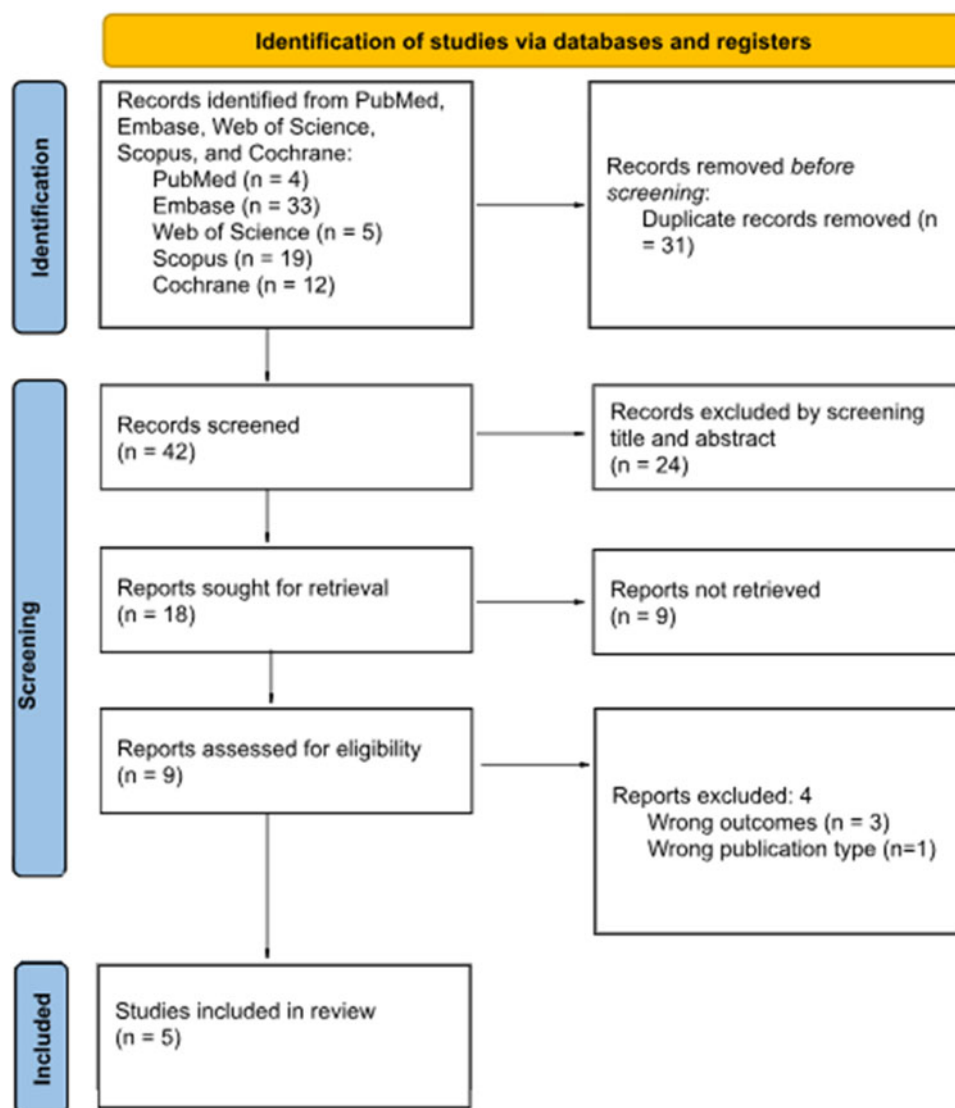 Identification of studies via databases and registers
Identification
Records identified from PubMed,
Embase, Web of Science,
Scopus, and Cochrane:
PubMed (n = 4)
Embase (n = 33)
Web of Science (n = 5)
Scopus (n = 19)
Cochrane (n = 12)
Records removed before
screening:
Duplicate records removed (n
= 31)
Screening
Records screened
(n = 42)
Records excluded by screening
title and abstract
(n = 24)
Reports sought for retrieval
(n = 18)
Reports not retrieved
(n = 9)
Reports assessed for eligibility
(n = 9)
Reports excluded: 4
Wrong outcomes (n = 3)
Wrong publication type (n=1)
Included
Studies included in review
(n = 5)